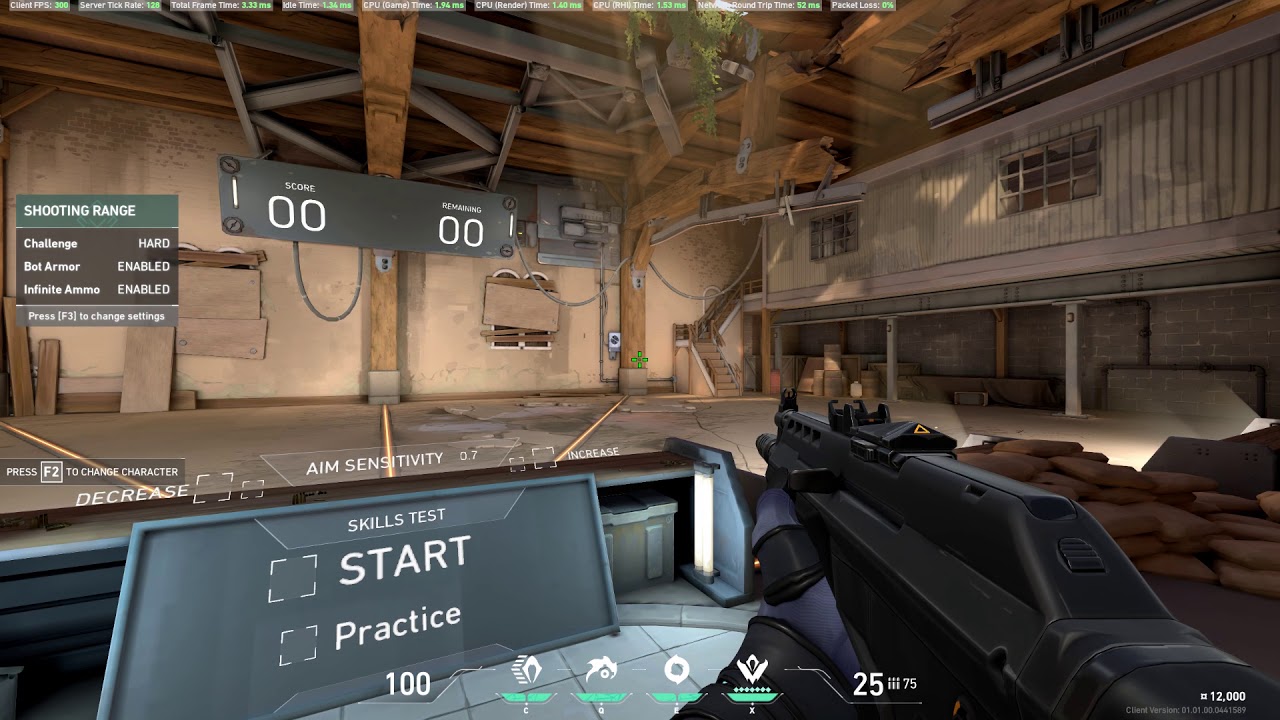 Client FPS: 300 Server Tick Rate: 128 Total Frame Time: 3.33 ms Idle Time: 1.34 ms CPU (Game) Time: 1.94 ms CPU (Render) Time: 1.40 ms CPU (RHI) Time: 1.53 ms Network Round Trip Time: 52 ms Packet Loss: 0%
SCORE
00
REMAINING
00
SHOOTING RANGE
Challenge HARD
Bot Armor ENABLED
Infinite Ammo ENABLED
Press [F3] to change settings
PRESS F2 TO CHANGE CHARACTER
DECREASE
AIM SENSITIVITY 0.7
INCREASE
SKILLS TEST
START
Practice
100
C Q E X
25 75
¤ 12,000
Client Version: 01.01.00.0441589